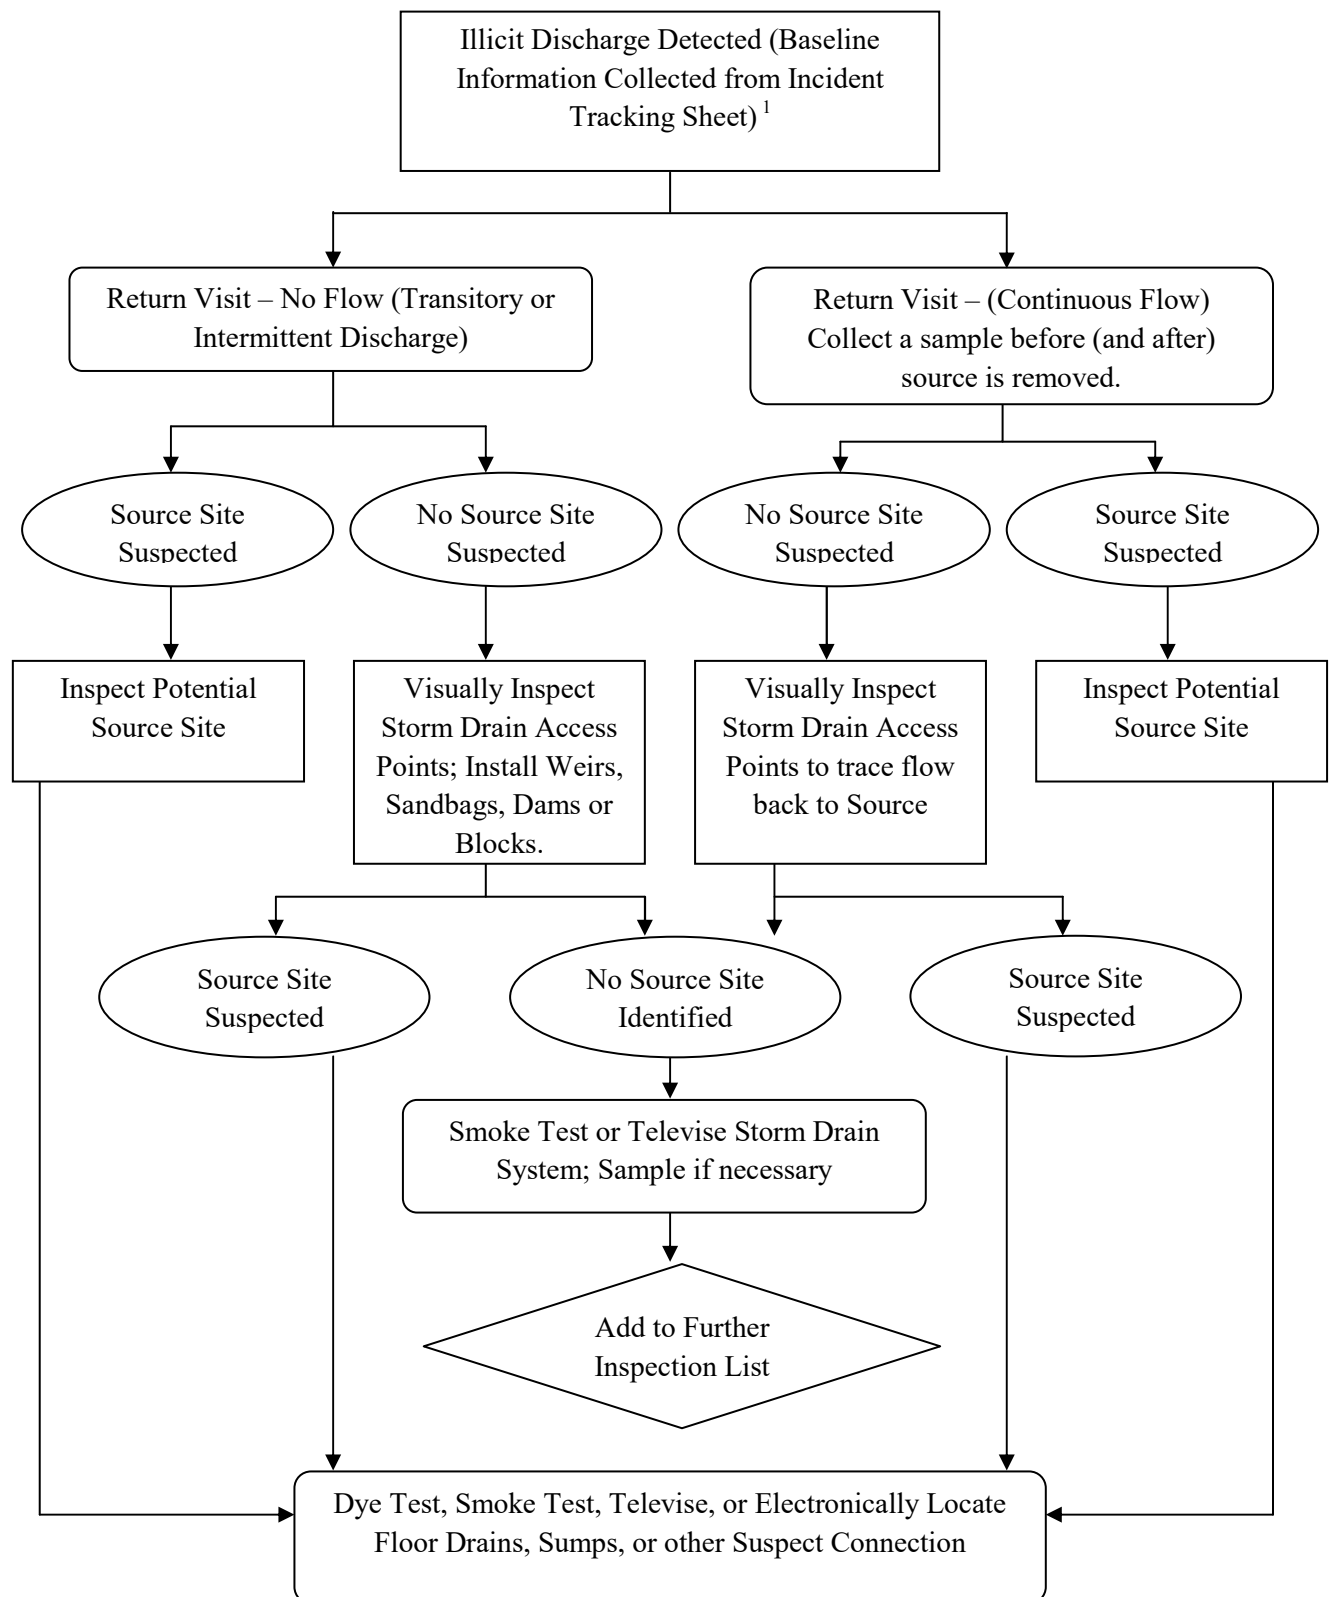 Illicit Discharge Detected (Baseline
Information Collected from Incident
Tracking Sheet) 1
Return Visit – No Flow (Transitory or
Intermittent Discharge)
Return Visit – (Continuous Flow)
Collect a sample before (and after)
source is removed.
Source Site
Suspected
No Source Site
Suspected
No Source Site
Suspected
Source Site
Suspected
Inspect Potential
Source Site
Visually Inspect
Storm Drain Access
Points; Install Weirs,
Sandbags, Dams or
Blocks.
Visually Inspect
Storm Drain Access
Points to trace flow
back to Source
Inspect Potential
Source Site
Source Site
Suspected
No Source Site
Identified
Source Site
Suspected
Smoke Test or Televise Storm Drain
System; Sample if necessary
Add to Further
Inspection List
Dye Test, Smoke Test, Televise, or Electronically Locate
Floor Drains, Sumps, or other Suspect Connection